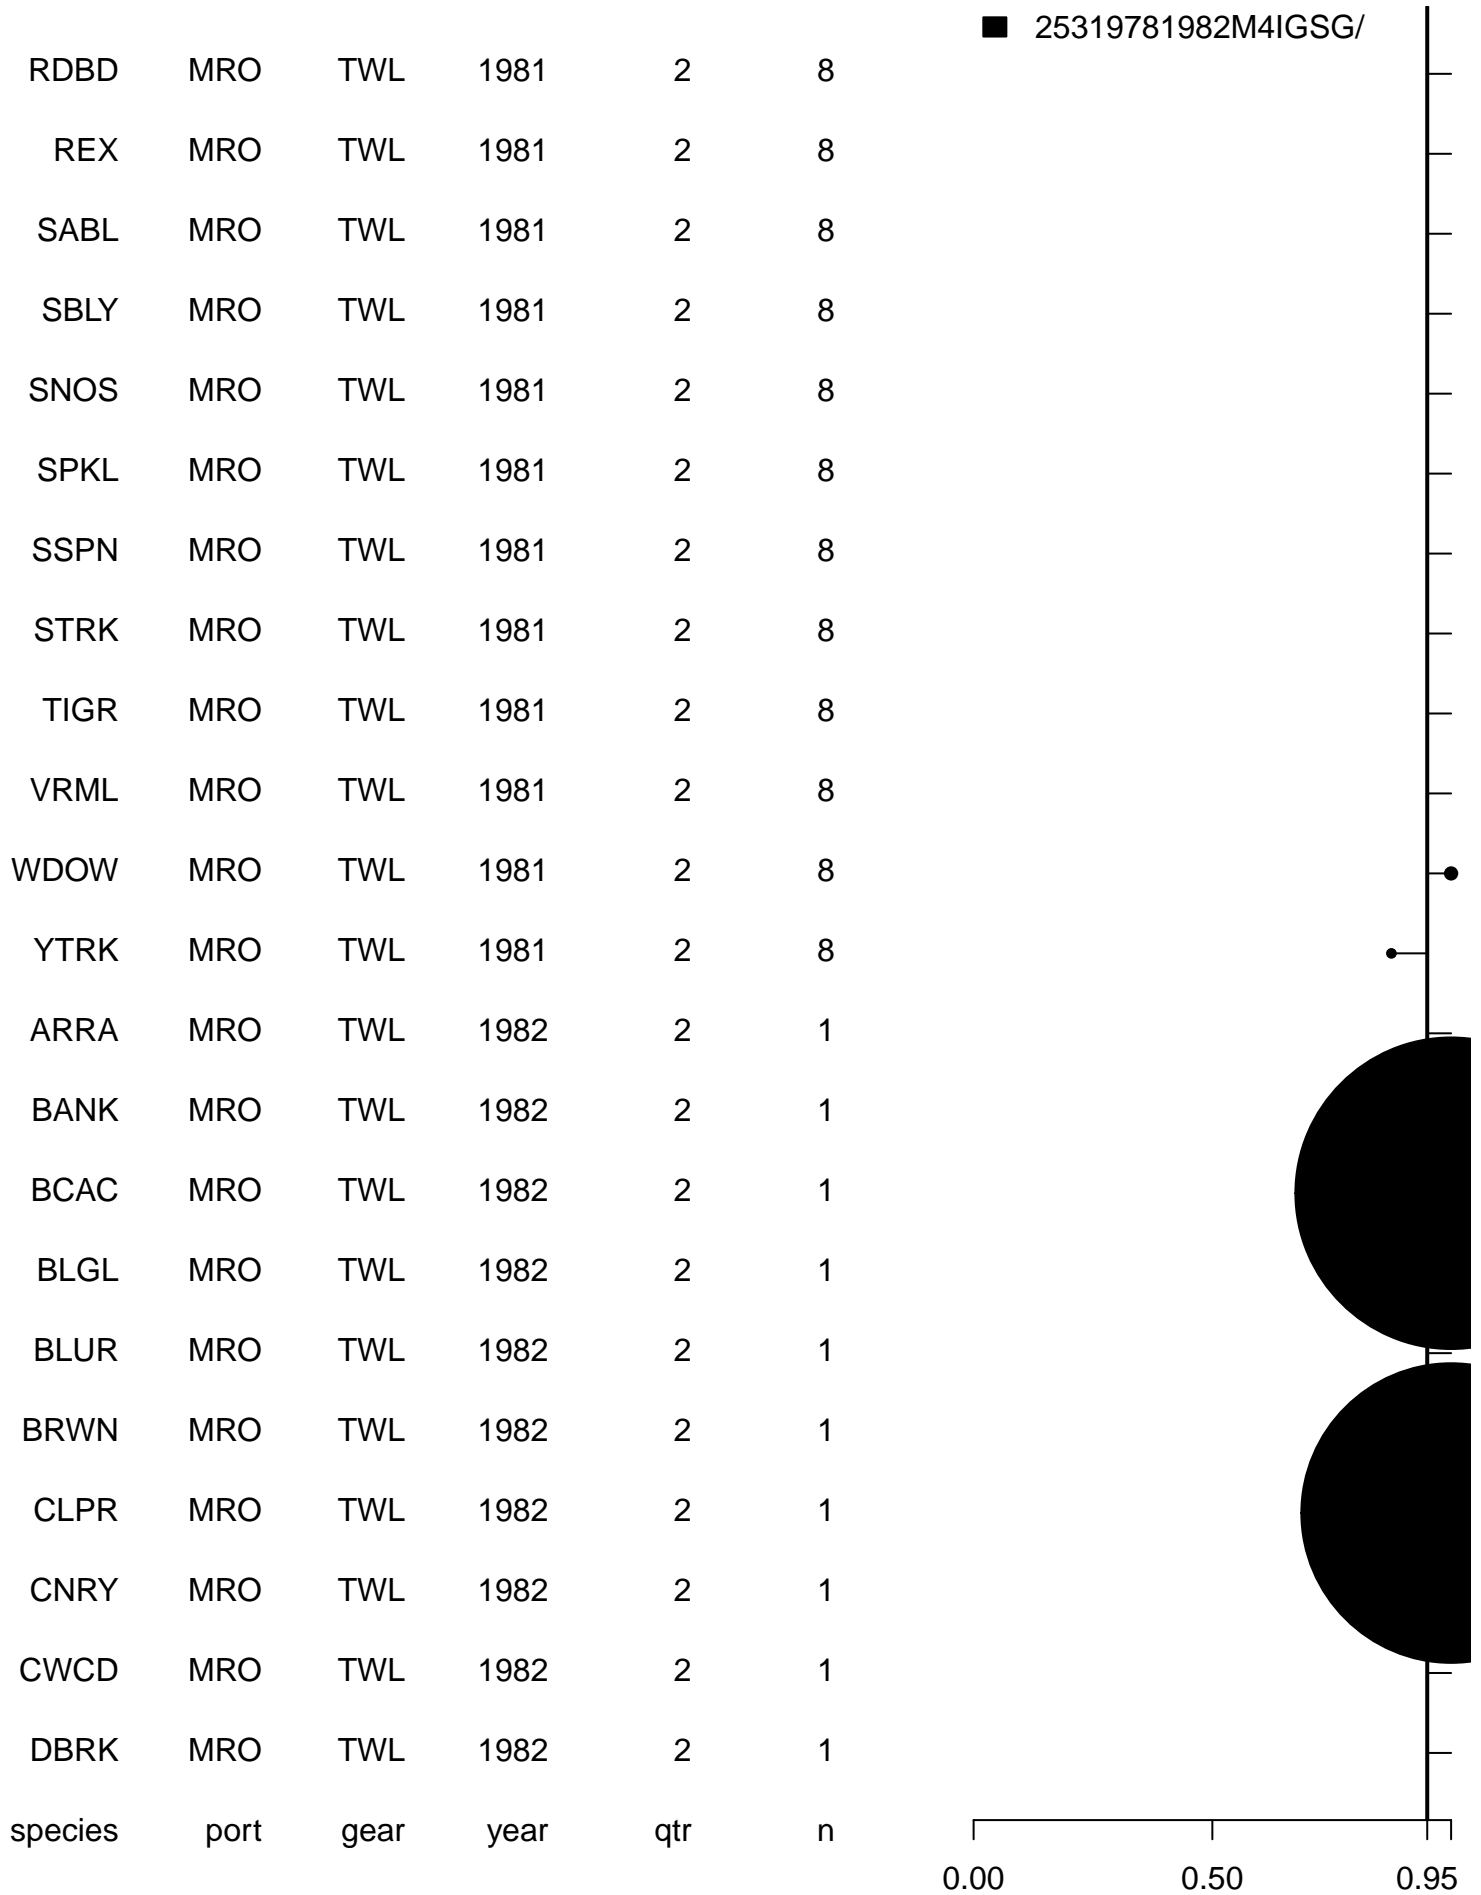 25319781982M4IGSG/
RDBD MRO TWL 1981 2 8
REX MRO TWL 1981 2 8
SABL MRO TWL 1981 2 8
SBLY MRO TWL 1981 2 8
SNOS MRO TWL 1981 2 8
SPKL MRO TWL 1981 2 8
SSPN MRO TWL 1981 2 8
STRK MRO TWL 1981 2 8
TIGR MRO TWL 1981 2 8
VRML MRO TWL 1981 2 8
WDOW MRO TWL 1981 2 8
YTRK MRO TWL 1981 2 8
ARRA MRO TWL 1982 2 1
BANK MRO TWL 1982 2 1
BCAC MRO TWL 1982 2 1
BLGL MRO TWL 1982 2 1
BLUR MRO TWL 1982 2 1
BRWN MRO TWL 1982 2 1
CLPR MRO TWL 1982 2 1
CNRY MRO TWL 1982 2 1
CWCD MRO TWL 1982 2 1
DBRK MRO TWL 1982 2 1
species port gear year qtr n
0.00 0.50 0.95